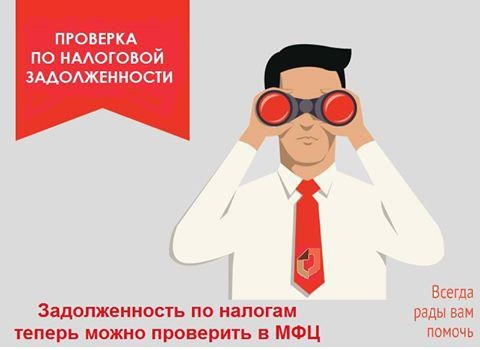 ПРОВЕРКА
ПО НАЛОГОВОЙ
ЗАДОЛЖЕННОСТИ
Задолженность по налогам
теперь можно проверить в МФЦ
Всегда
рады вам
помочь